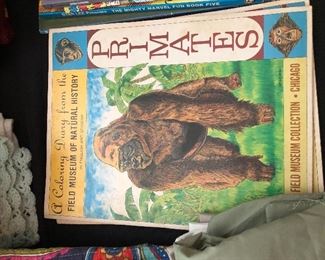 THE MIGHTY MARVEL FUN BOOK FIVE
PRIMATES
A Coloring Diary from the
FIELD MUSEUM OF NATURAL HISTORY
FIELD MUSEUM COLLECTION • CHICAGO